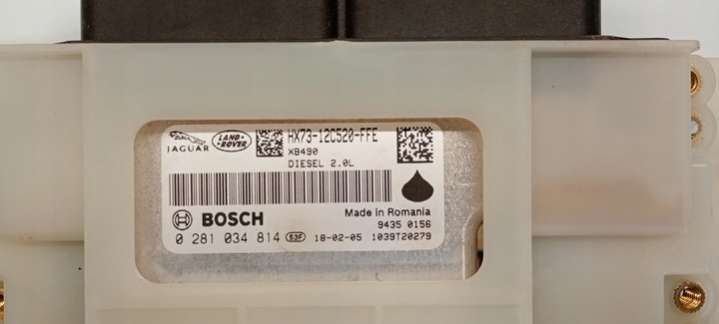 JAGUAR LAND ROVER HX73-12C520-FFE
XB490
DIESEL 2.0L
BOSCH Made in Romania
9435 0156
0 281 034 814 63F 18-02-05 1039T20279